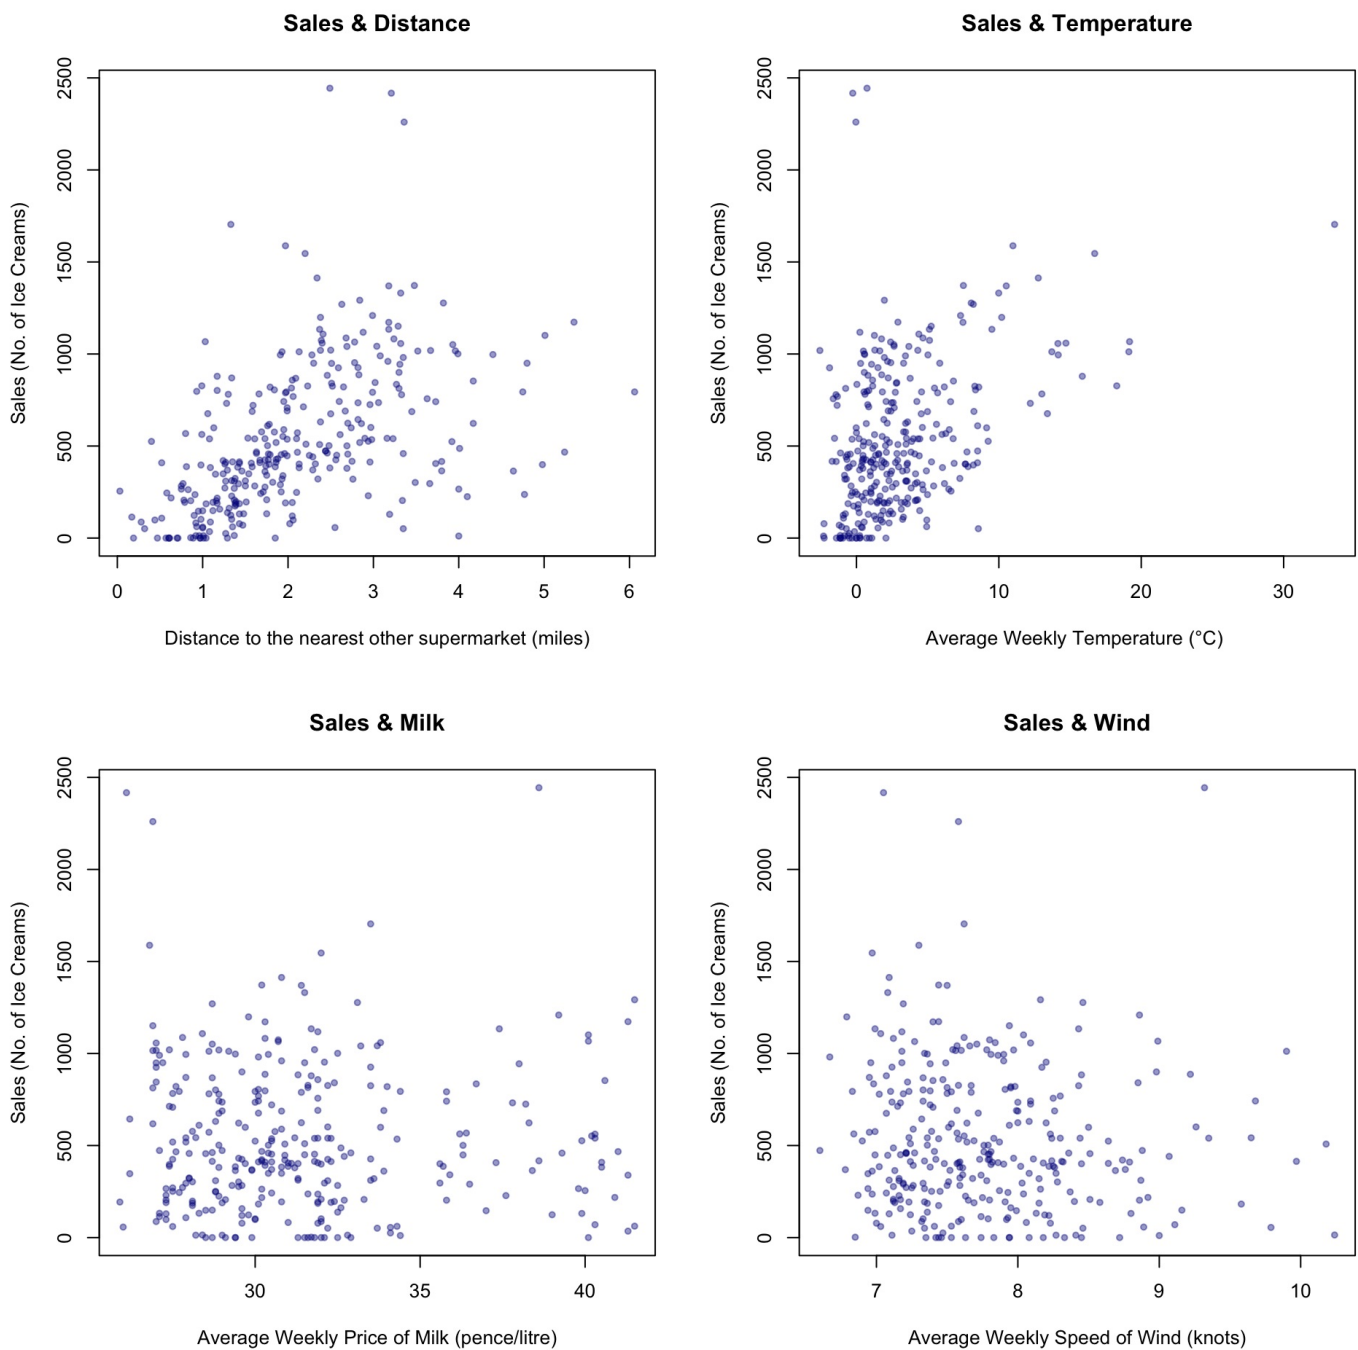 Sales & Distance
Sales (No. of Ice Creams)
2500
2000
1500
1000
500
0
0 1 2 3 4 5 6
Distance to the nearest other supermarket (miles)
Sales & Temperature
Sales (No. of Ice Creams)
2500
2000
1500
1000
500
0
0 10 20 30
Average Weekly Temperature (°C)
Sales & Milk
Sales (No. of Ice Creams)
2500
2000
1500
1000
500
0
30 35 40
Average Weekly Price of Milk (pence/litre)
Sales & Wind
Sales (No. of Ice Creams)
2500
2000
1500
1000
500
0
7 8 9 10
Average Weekly Speed of Wind (knots)